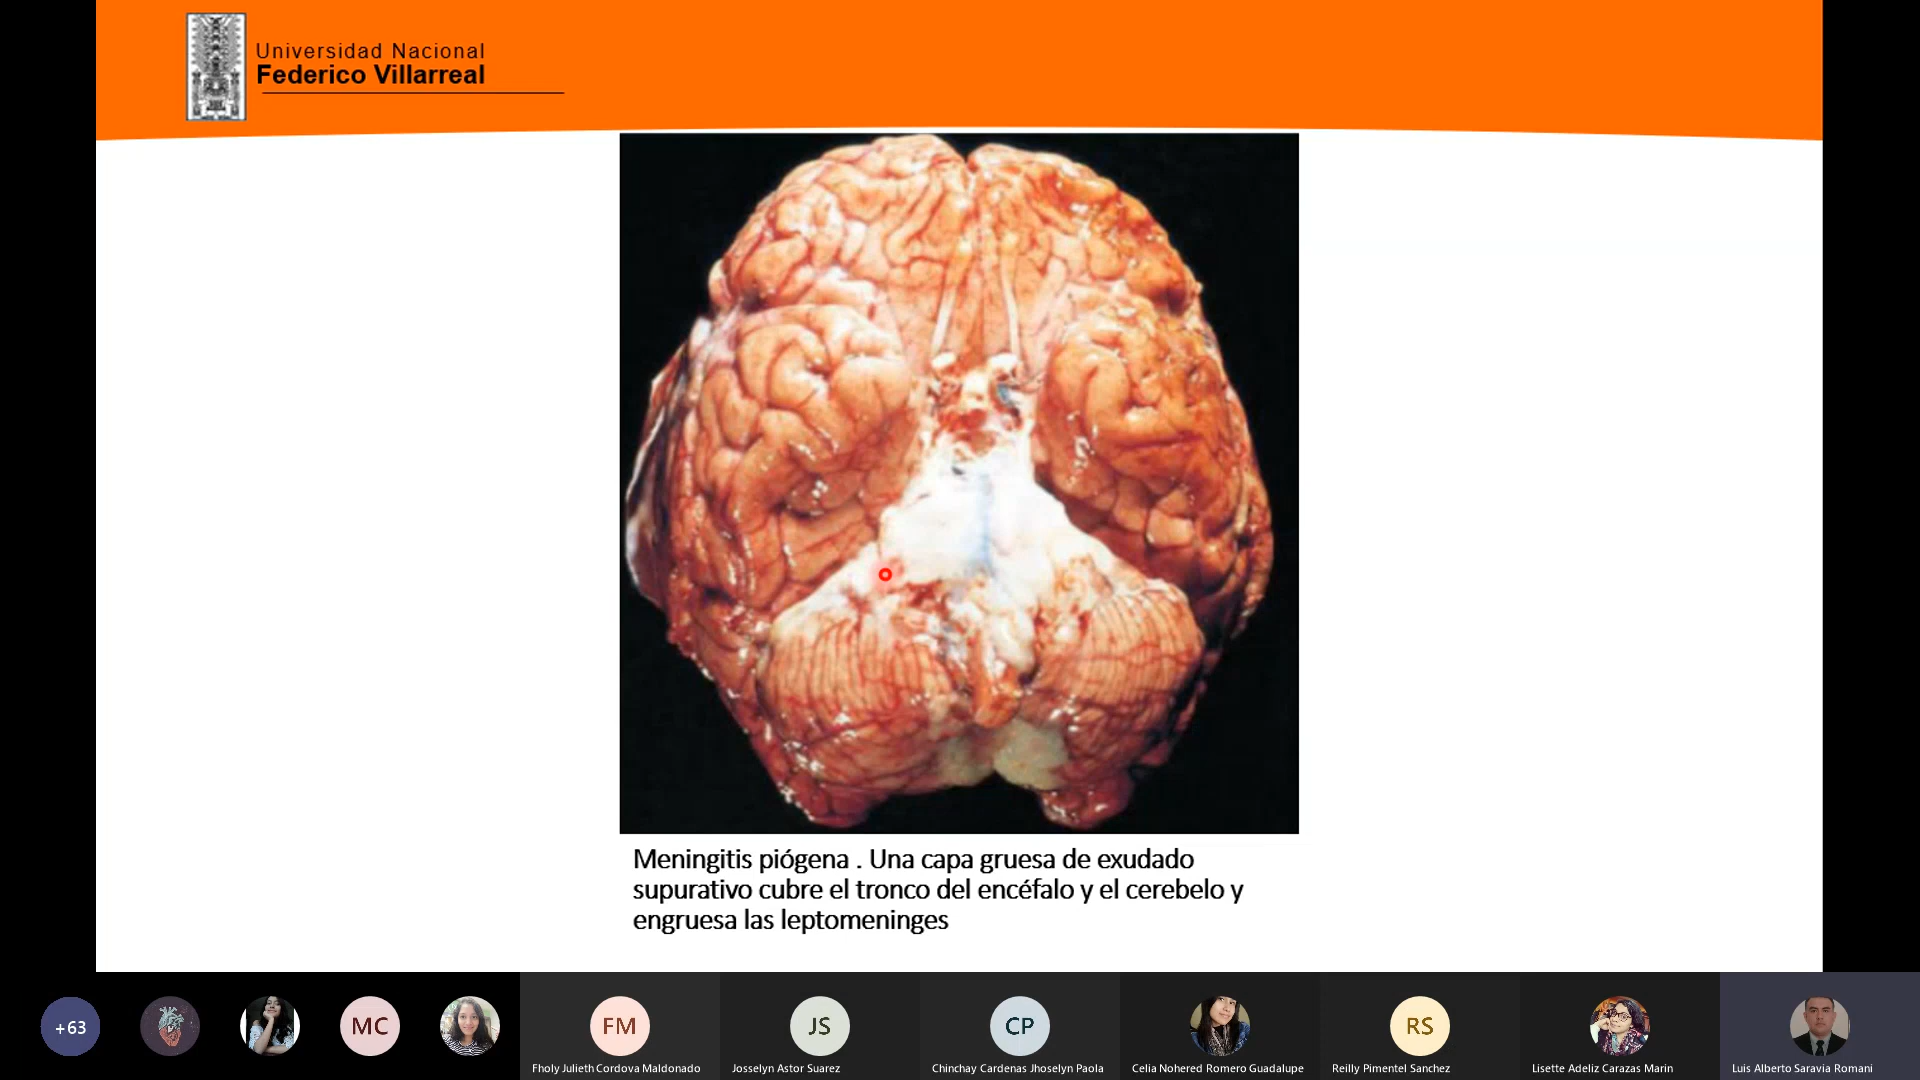 Universidad Nacional
Federico Villarreal
Meningitis piógena . Una capa gruesa de exudado
supurativo cubre el tronco del encéfalo y el cerebelo y
engruesa las leptomeninges
+63
MC
FM
JS
CP
RS
Fholy Julieth Cordova Maldonado
Josselyn Astor Suarez
Chinchay Cardenas Jhoselyn Paola
Celia Nohered Romero Guadalupe
Reilly Pimentel Sanchez
Lisette Adeliz Carazas Marin
Luis Alberto Saravia Romani